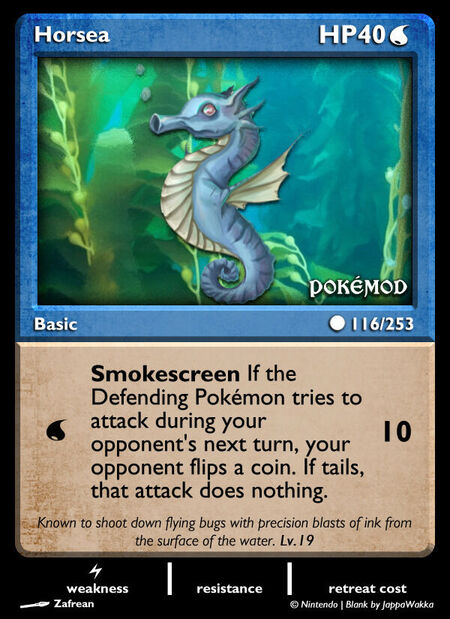 Horsea HP40
POKÉMOD
Basic 116/253
Smokescreen If the
Defending Pokémon tries to
attack during your
opponent's next turn, your
opponent flips a coin. If tails,
that attack does nothing.
10
Known to shoot down flying bugs with precision blasts of ink from
the surface of the water. Lv.19
weakness resistance retreat cost
Zafrean © Nintendo | Blank by JappaWakka